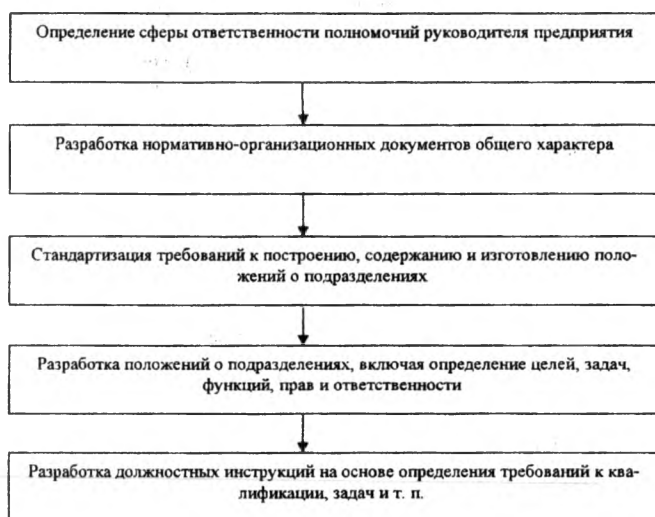 Определение сферы ответственности полномочий руководителя предприятия
Разработка нормативно-организационных документов общего характера
Стандартизация требований к построению, содержанию и изготовлению поло-
жений о подразделениях
Разработка положений о подразделениях, включая определение целей, задач,
функций, прав и ответственности
Разработка должностных инструкций на основе определения требований к ква-
лификации, задач и т. п.